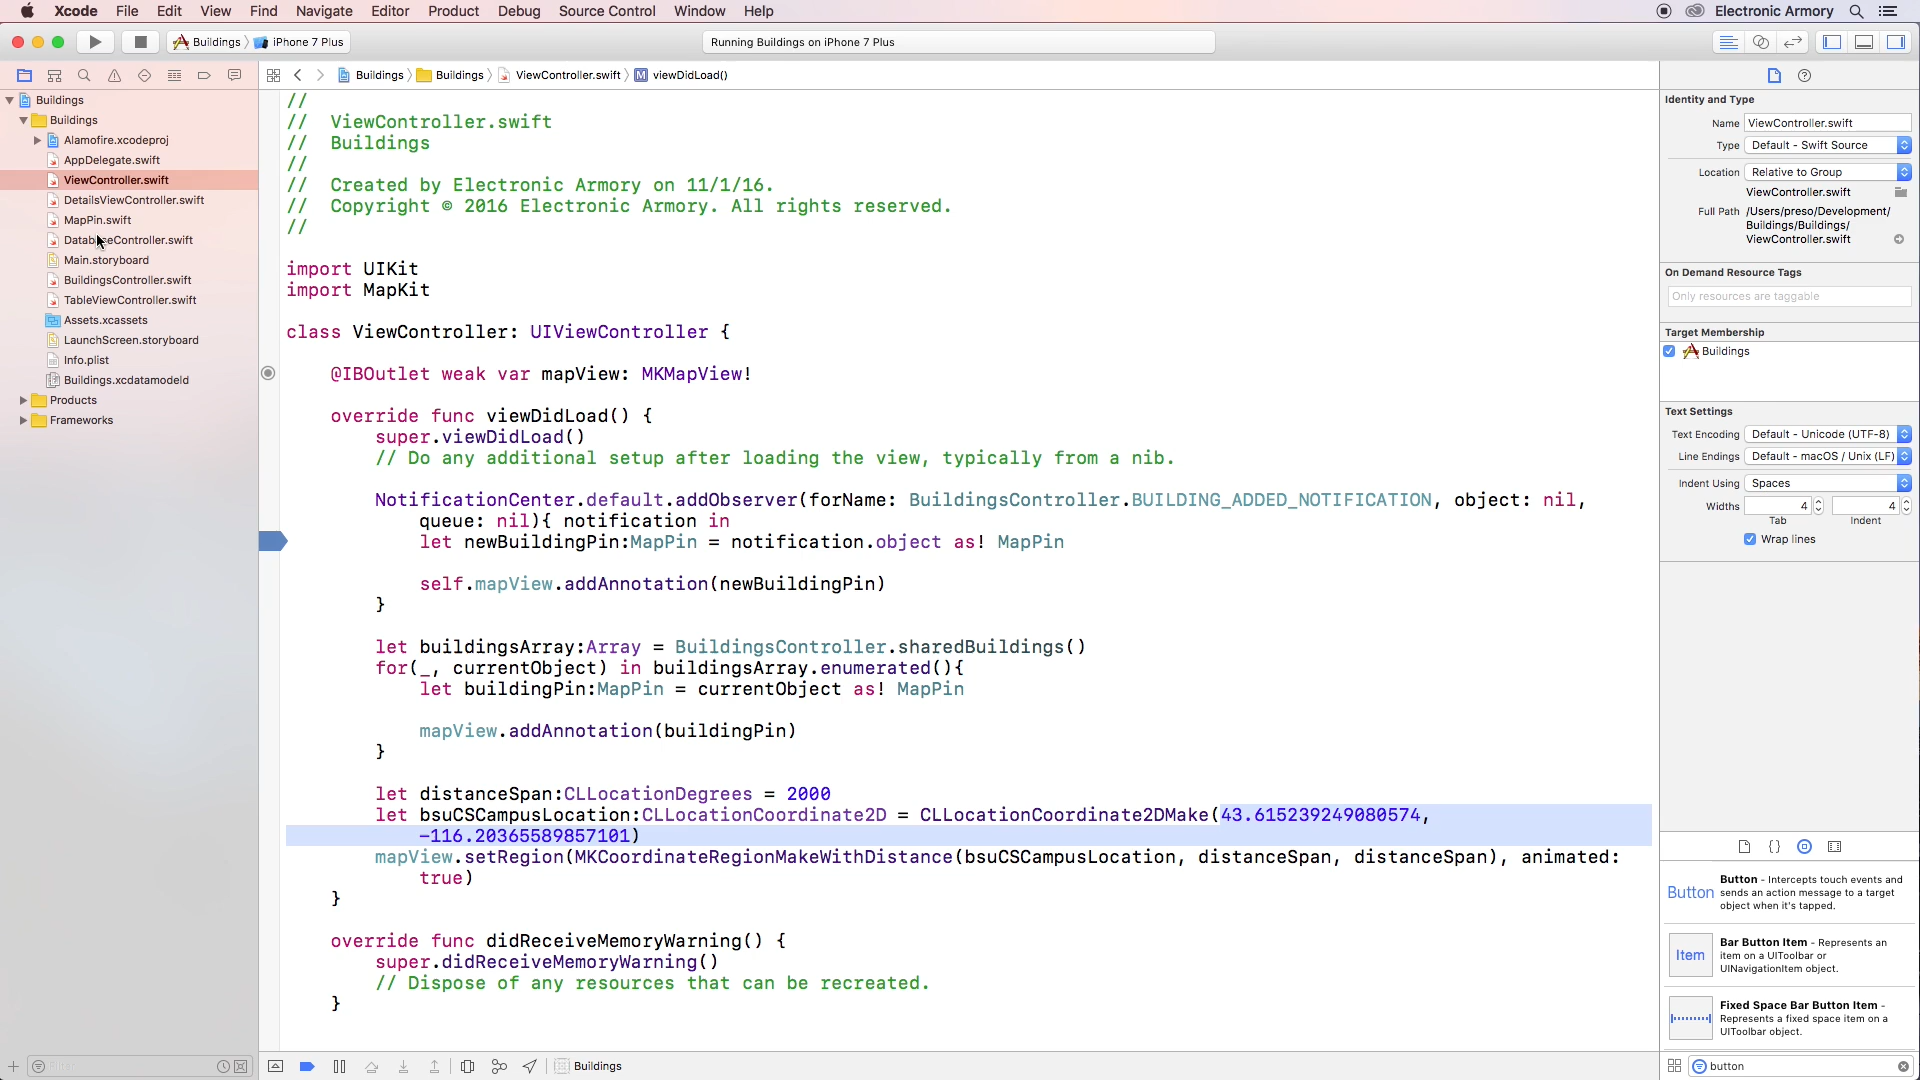 Xcode File Edit View Find Navigate Editor Product Debug Source Control Window Help Electronic Armory
Buildings iPhone 7 Plus Running Buildings on iPhone 7 Plus
Buildings Buildings ViewController.swift M viewDidLoad()
Buildings
Buildings
Alamofire.xcodeproj
AppDelegate.swift
ViewController.swift
DetailsViewController.swift
MapPin.swift
DatabaseController.swift
Main.storyboard
BuildingsController.swift
TableViewController.swift
Assets.xcassets
LaunchScreen.storyboard
Info.plist
Buildings.xcdatamodeld
Products
Frameworks
//
// ViewController.swift
// Buildings
//
// Created by Electronic Armory on 11/1/16.
// Copyright © 2016 Electronic Armory. All rights reserved.
//
import UIKit
import MapKit
class ViewController: UIViewController {
@IBOutlet weak var mapView: MKMapView!
override func viewDidLoad() {
super.viewDidLoad()
// Do any additional setup after loading the view, typically from a nib.
NotificationCenter.default.addObserver(forName: BuildingsController.BUILDING_ADDED_NOTIFICATION, object: nil,
queue: nil){ notification in
let newBuildingPin:MapPin = notification.object as! MapPin
self.mapView.addAnnotation(newBuildingPin)
}
let buildingsArray:Array = BuildingsController.sharedBuildings()
for(_, currentObject) in buildingsArray.enumerated(){
let buildingPin:MapPin = currentObject as! MapPin
mapView.addAnnotation(buildingPin)
}
let distanceSpan:CLLocationDegrees = 2000
let bsuCSCampusLocation:CLLocationCoordinate2D = CLLocationCoordinate2DMake(43.615239249080574,
-116.20365589857101)
mapView.setRegion(MKCoordinateRegionMakeWithDistance(bsuCSCampusLocation, distanceSpan, distanceSpan), animated:
true)
}
override func didReceiveMemoryWarning() {
super.didReceiveMemoryWarning()
// Dispose of any resources that can be recreated.
}
Buildings
Identity and Type
Name ViewController.swift
Type Default - Swift Source
Location Relative to Group
ViewController.swift
Full Path /Users/preso/Development/
Buildings/Buildings/
ViewController.swift
On Demand Resource Tags
Only resources are taggable
Target Membership
Buildings
Text Settings
Text Encoding Default - Unicode (UTF-8)
Line Endings Default - macOS / Unix (LF)
Indent Using Spaces
Widths 4 4
Tab Indent
Wrap lines
{}
Button Button - Intercepts touch events and
sends an action message to a target
object when it's tapped.
Item Bar Button Item - Represents an
item on a UIToolbar or
UINavigationItem object.
Fixed Space Bar Button Item -
Represents a fixed space item on a
UIToolbar object.
button